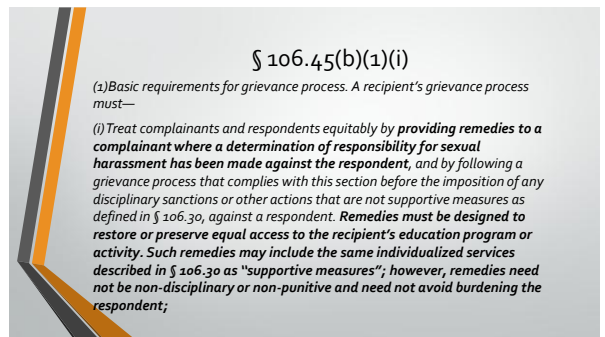 § 106.45(b)(1)(i)
(1)Basic requirements for grievance process. A recipient's grievance process
must—
(i)Treat complainants and respondents equitably by providing remedies to a
complainant where a determination of responsibility for sexual
harassment has been made against the respondent, and by following a
grievance process that complies with this section before the imposition of any
disciplinary sanctions or other actions that are not supportive measures as
defined in § 106.30, against a respondent. Remedies must be designed to
restore or preserve equal access to the recipient's education program or
activity. Such remedies may include the same individualized services
described in § 106.30 as "supportive measures"; however, remedies need
not be non-disciplinary or non-punitive and need not avoid burdening the
respondent;